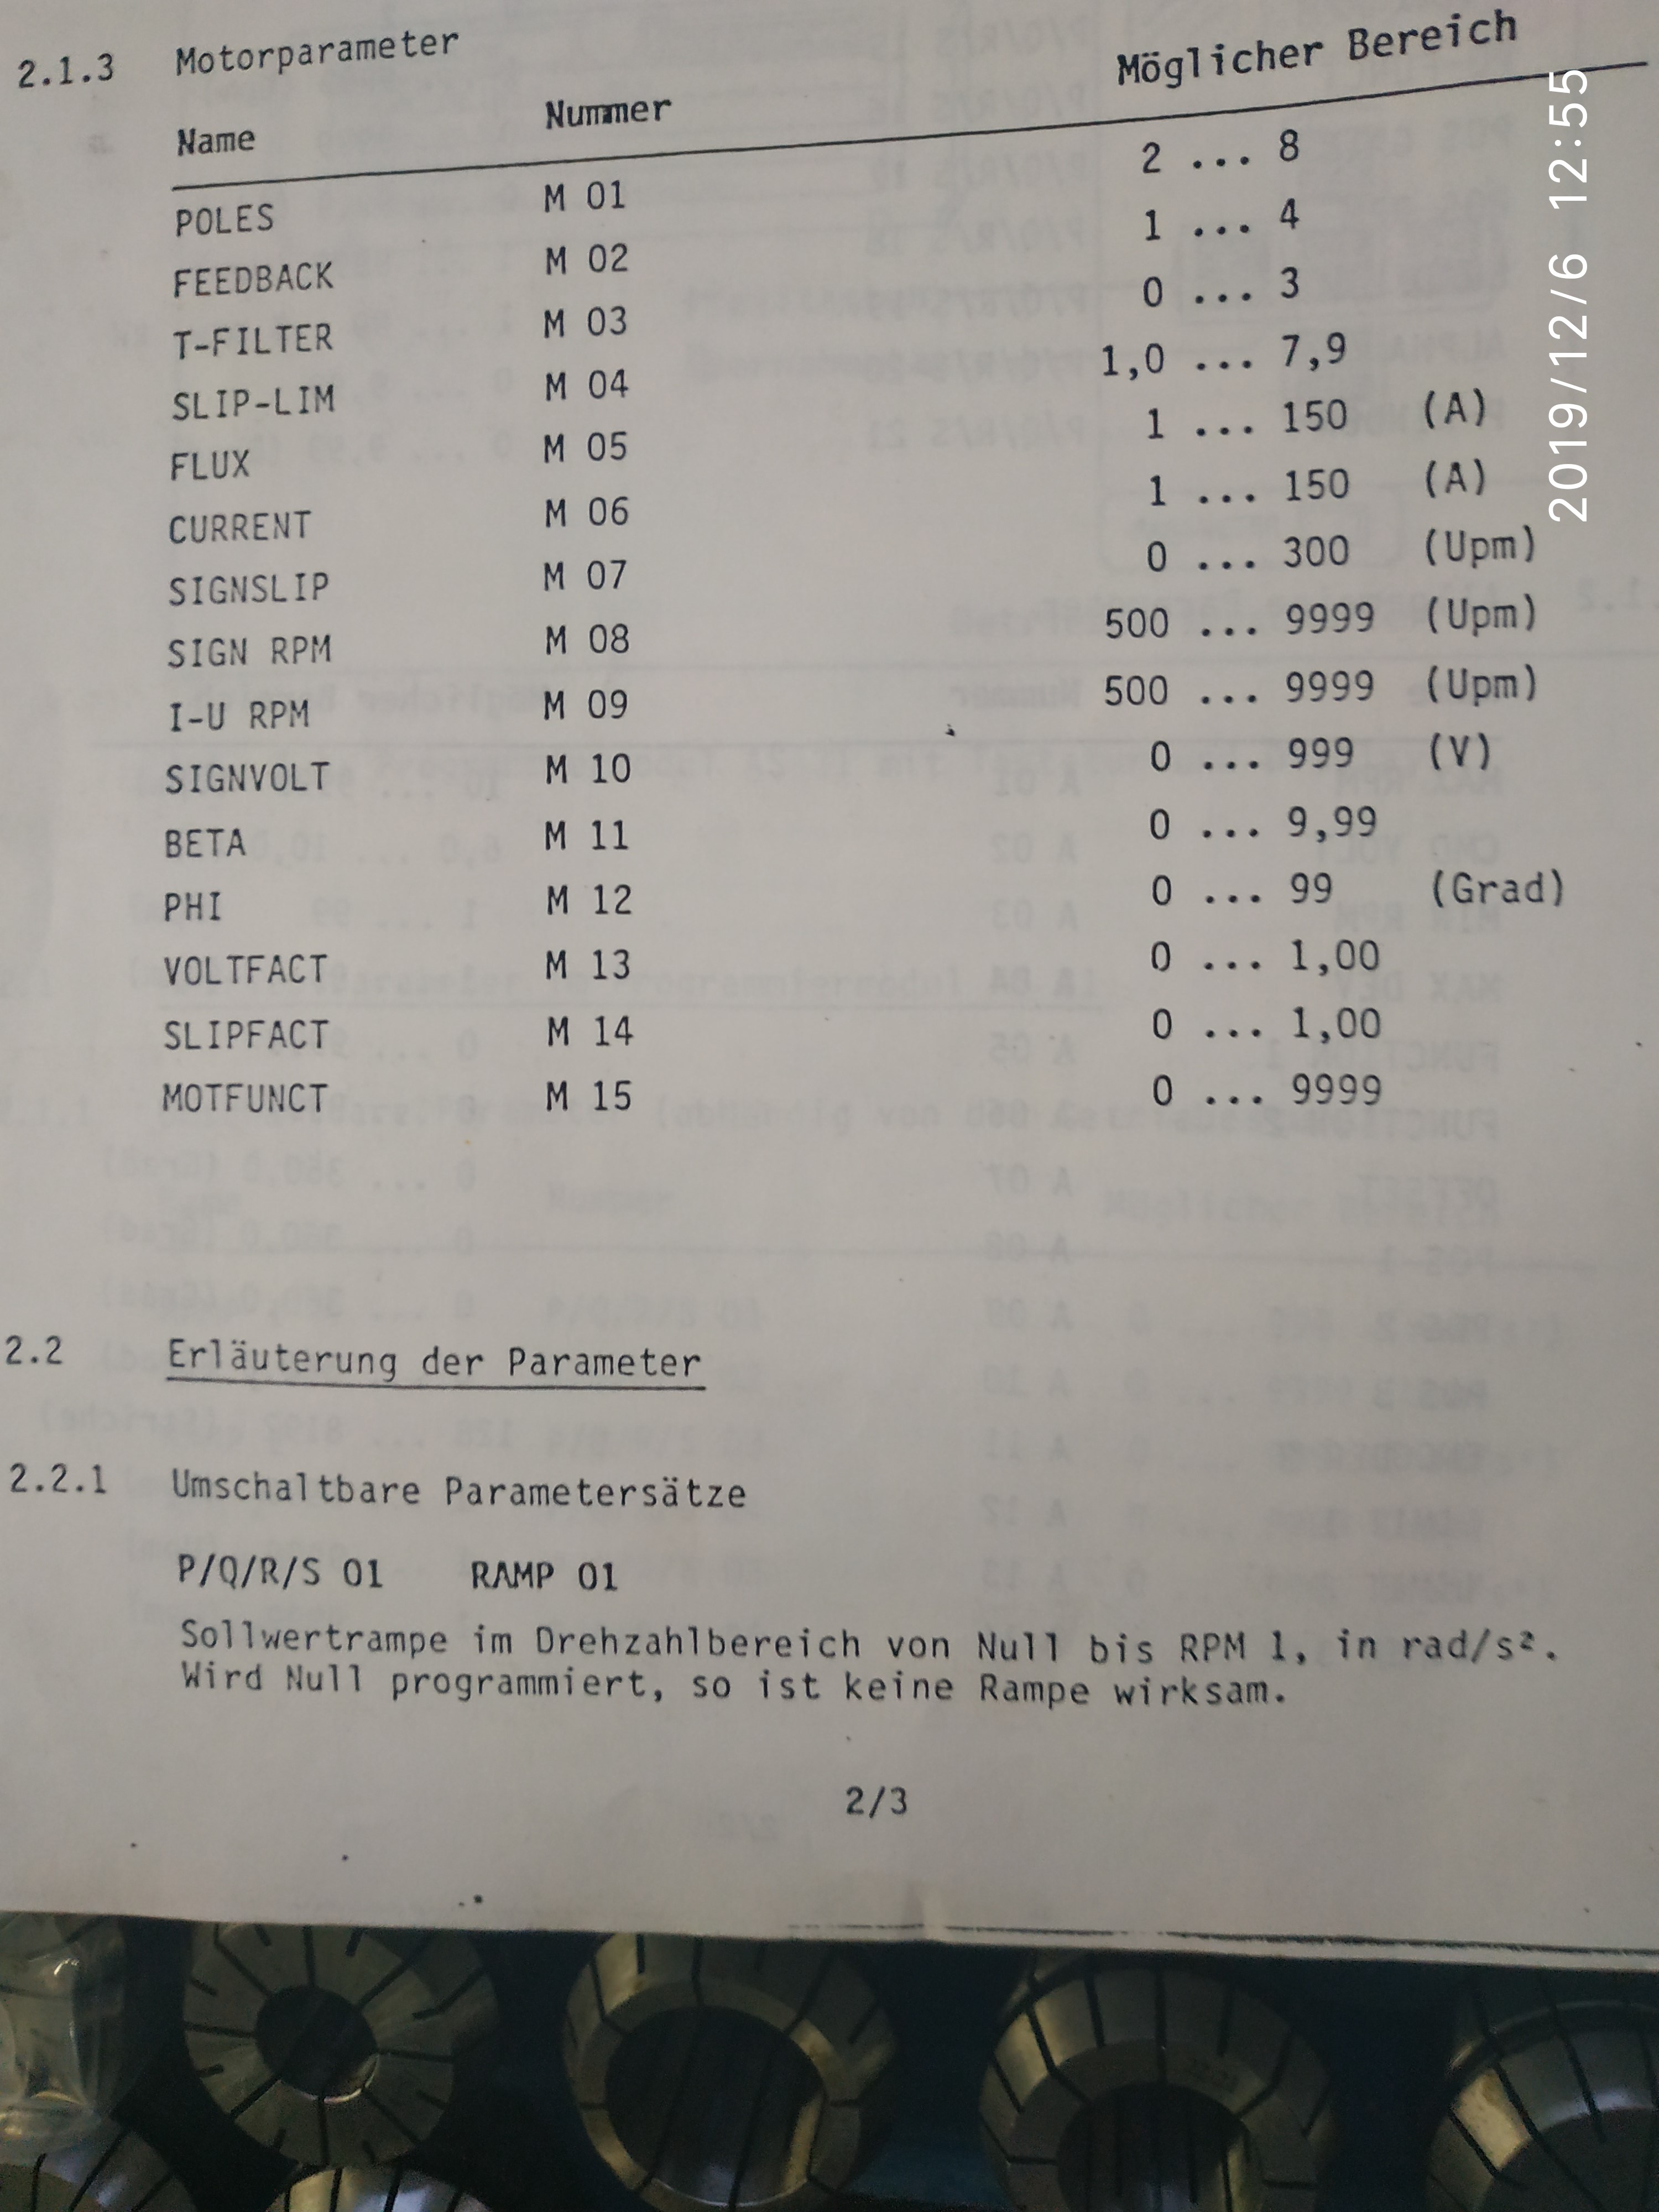 2.1.3 Motorparameter
Name Nummer Möglicher Bereich
POLES M 01 2 ... 8
FEEDBACK M 02 1 ... 4
T-FILTER M 03 0 ... 3
SLIP-LIM M 04 1,0 ... 7,9
FLUX M 05 1 ... 150 (A)
CURRENT M 06 1 ... 150 (A)
SIGNSLIP M 07 0 ... 300 (Upm)
SIGN RPM M 08 500 ... 9999 (Upm)
I-U RPM M 09 500 ... 9999 (Upm)
SIGNVOLT M 10 0 ... 999 (V)
BETA M 11 0 ... 9,99
PHI M 12 0 ... 99 (Grad)
VOLTFACT M 13 0 ... 1,00
SLIPFACT M 14 0 ... 1,00
MOTFUNCT M 15 0 ... 9999
2.2 Erläuterung der Parameter
2.2.1 Umschaltbare Parametersätze
P/Q/R/S 01 RAMP 01
Sollwertrampe im Drehzahlbereich von Null bis RPM 1, in rad/s².
Wird Null programmiert, so ist keine Rampe wirksam.
2/3
2019/12/6 12:55